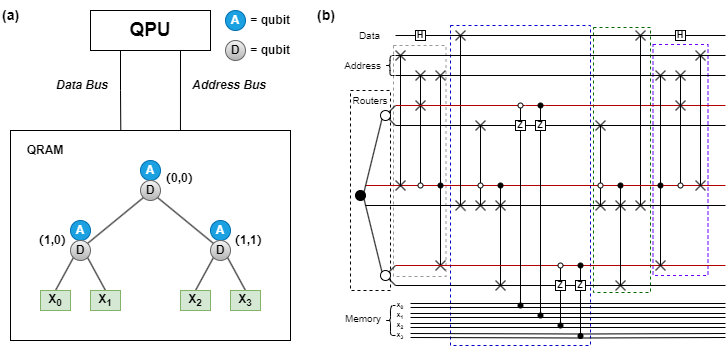 (a)
QPU
A = qubit
D = qubit
Data Bus
Address Bus
QRAM
A
D
(0,0)
A
D
(1,0)
A
D
(1,1)
X0
X1
X2
X3
(b)
Data
H
H
Address
Routers
Z
Z
Z
Z
Memory
X0
X1
X2
X3